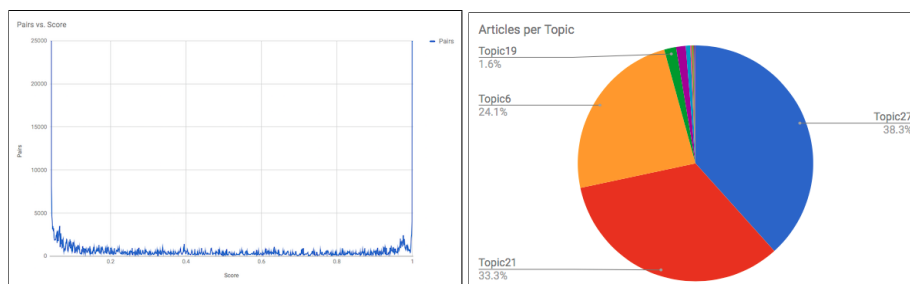 Pairs vs. Score
Pairs
25000
20000
15000
10000
5000
0
Pairs
0.2
0.4
0.6
0.8
1
Score
Articles per Topic
Topic19
1.6%
Topic6
24.1%
Topic27
38.3%
Topic21
33.3%